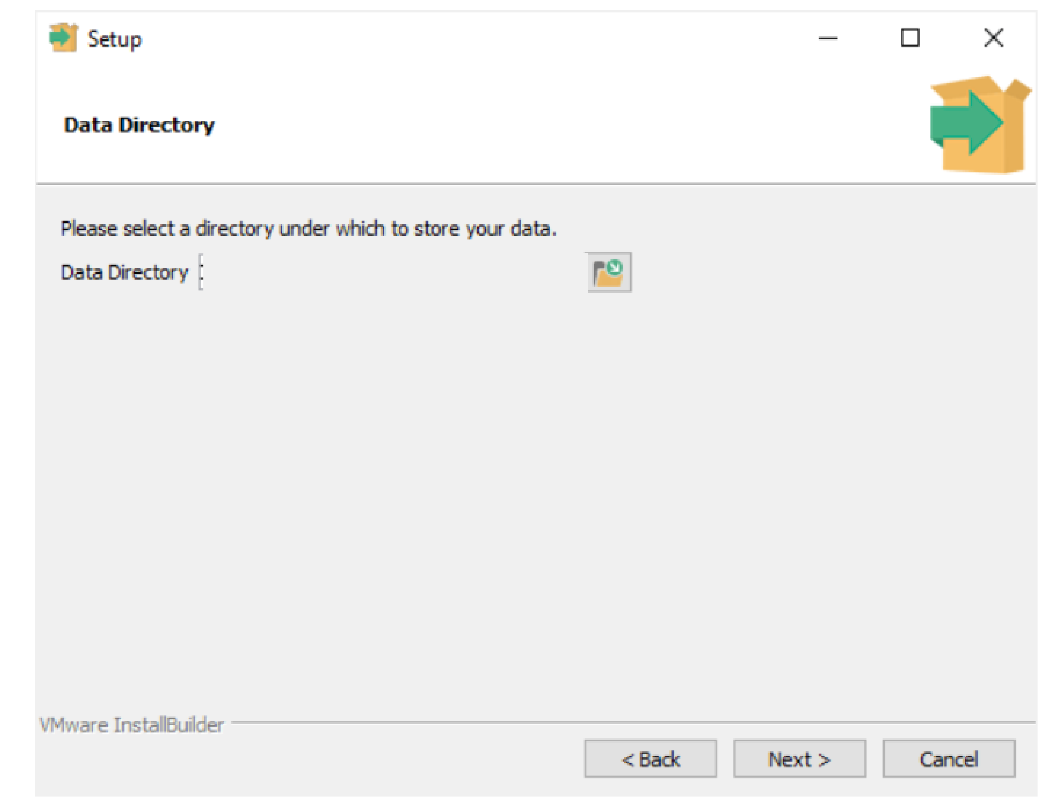 Setup
Data Directory
Please select a directory under which to store your data.
Data Directory
VMware InstallBuilder
< Back
Next >
Cancel